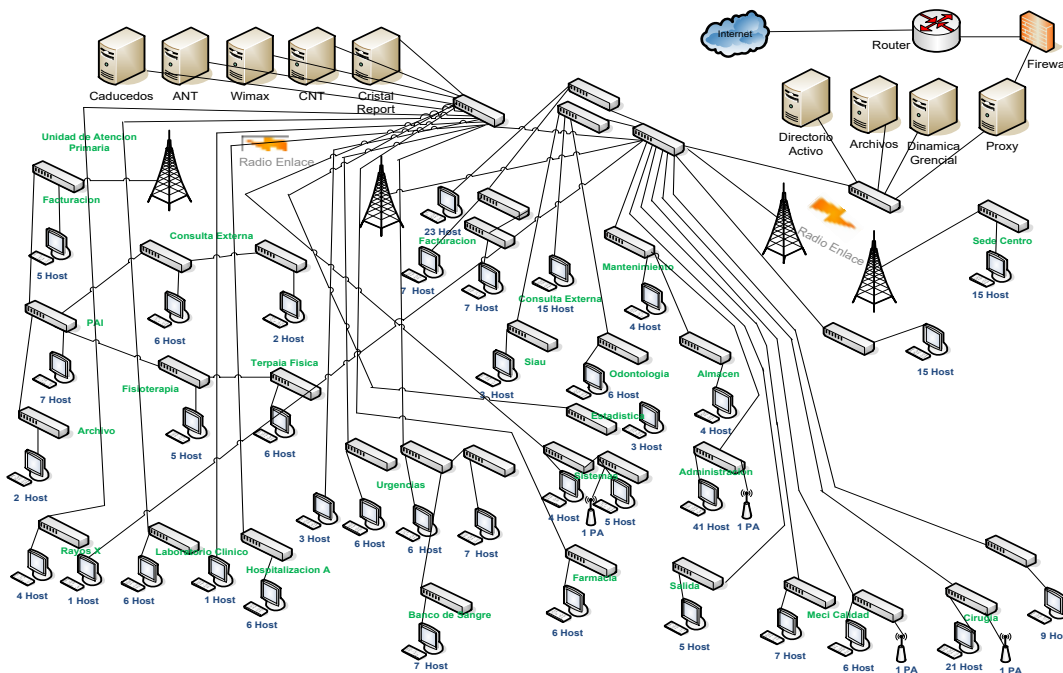 Internet
Router
Firewa
Caducedos
ANT
Wimax
CNT
Cristal
Report
Directorio
Activo
Archivos
Dinamica
Grencial
Proxy
Unidad de Atencion
Primaria
Radio Enlace
Facturacion
5 Host
Consulta Externa
6 Host
2 Host
23 Host
Facturacion
7 Host
7 Host
Consulta Externa
15 Host
Mantenimiento
4 Host
Radio Enlace
Sede Centro
15 Host
PAI
7 Host
Fisioterapia
5 Host
Terpaia Fisica
6 Host
Siau
3 Host
Odontologia
6 Host
Almacen
4 Host
15 Host
Archivo
2 Host
Estadistica
3 Host
Urgencias
3 Host
6 Host
6 Host
7 Host
Sistemas
4 Host
1 PA
5 Host
Administracion
41 Host
1 PA
Rayos X
4 Host
1 Host
Laboratorio Clinico
6 Host
1 Host
Hospitalizacion A
6 Host
Banco de Sangre
7 Host
Farmacia
6 Host
Salida
5 Host
Meci Calidad
7 Host
6 Host
1 PA
Cirugia
21 Host
1 PA
9 Ho